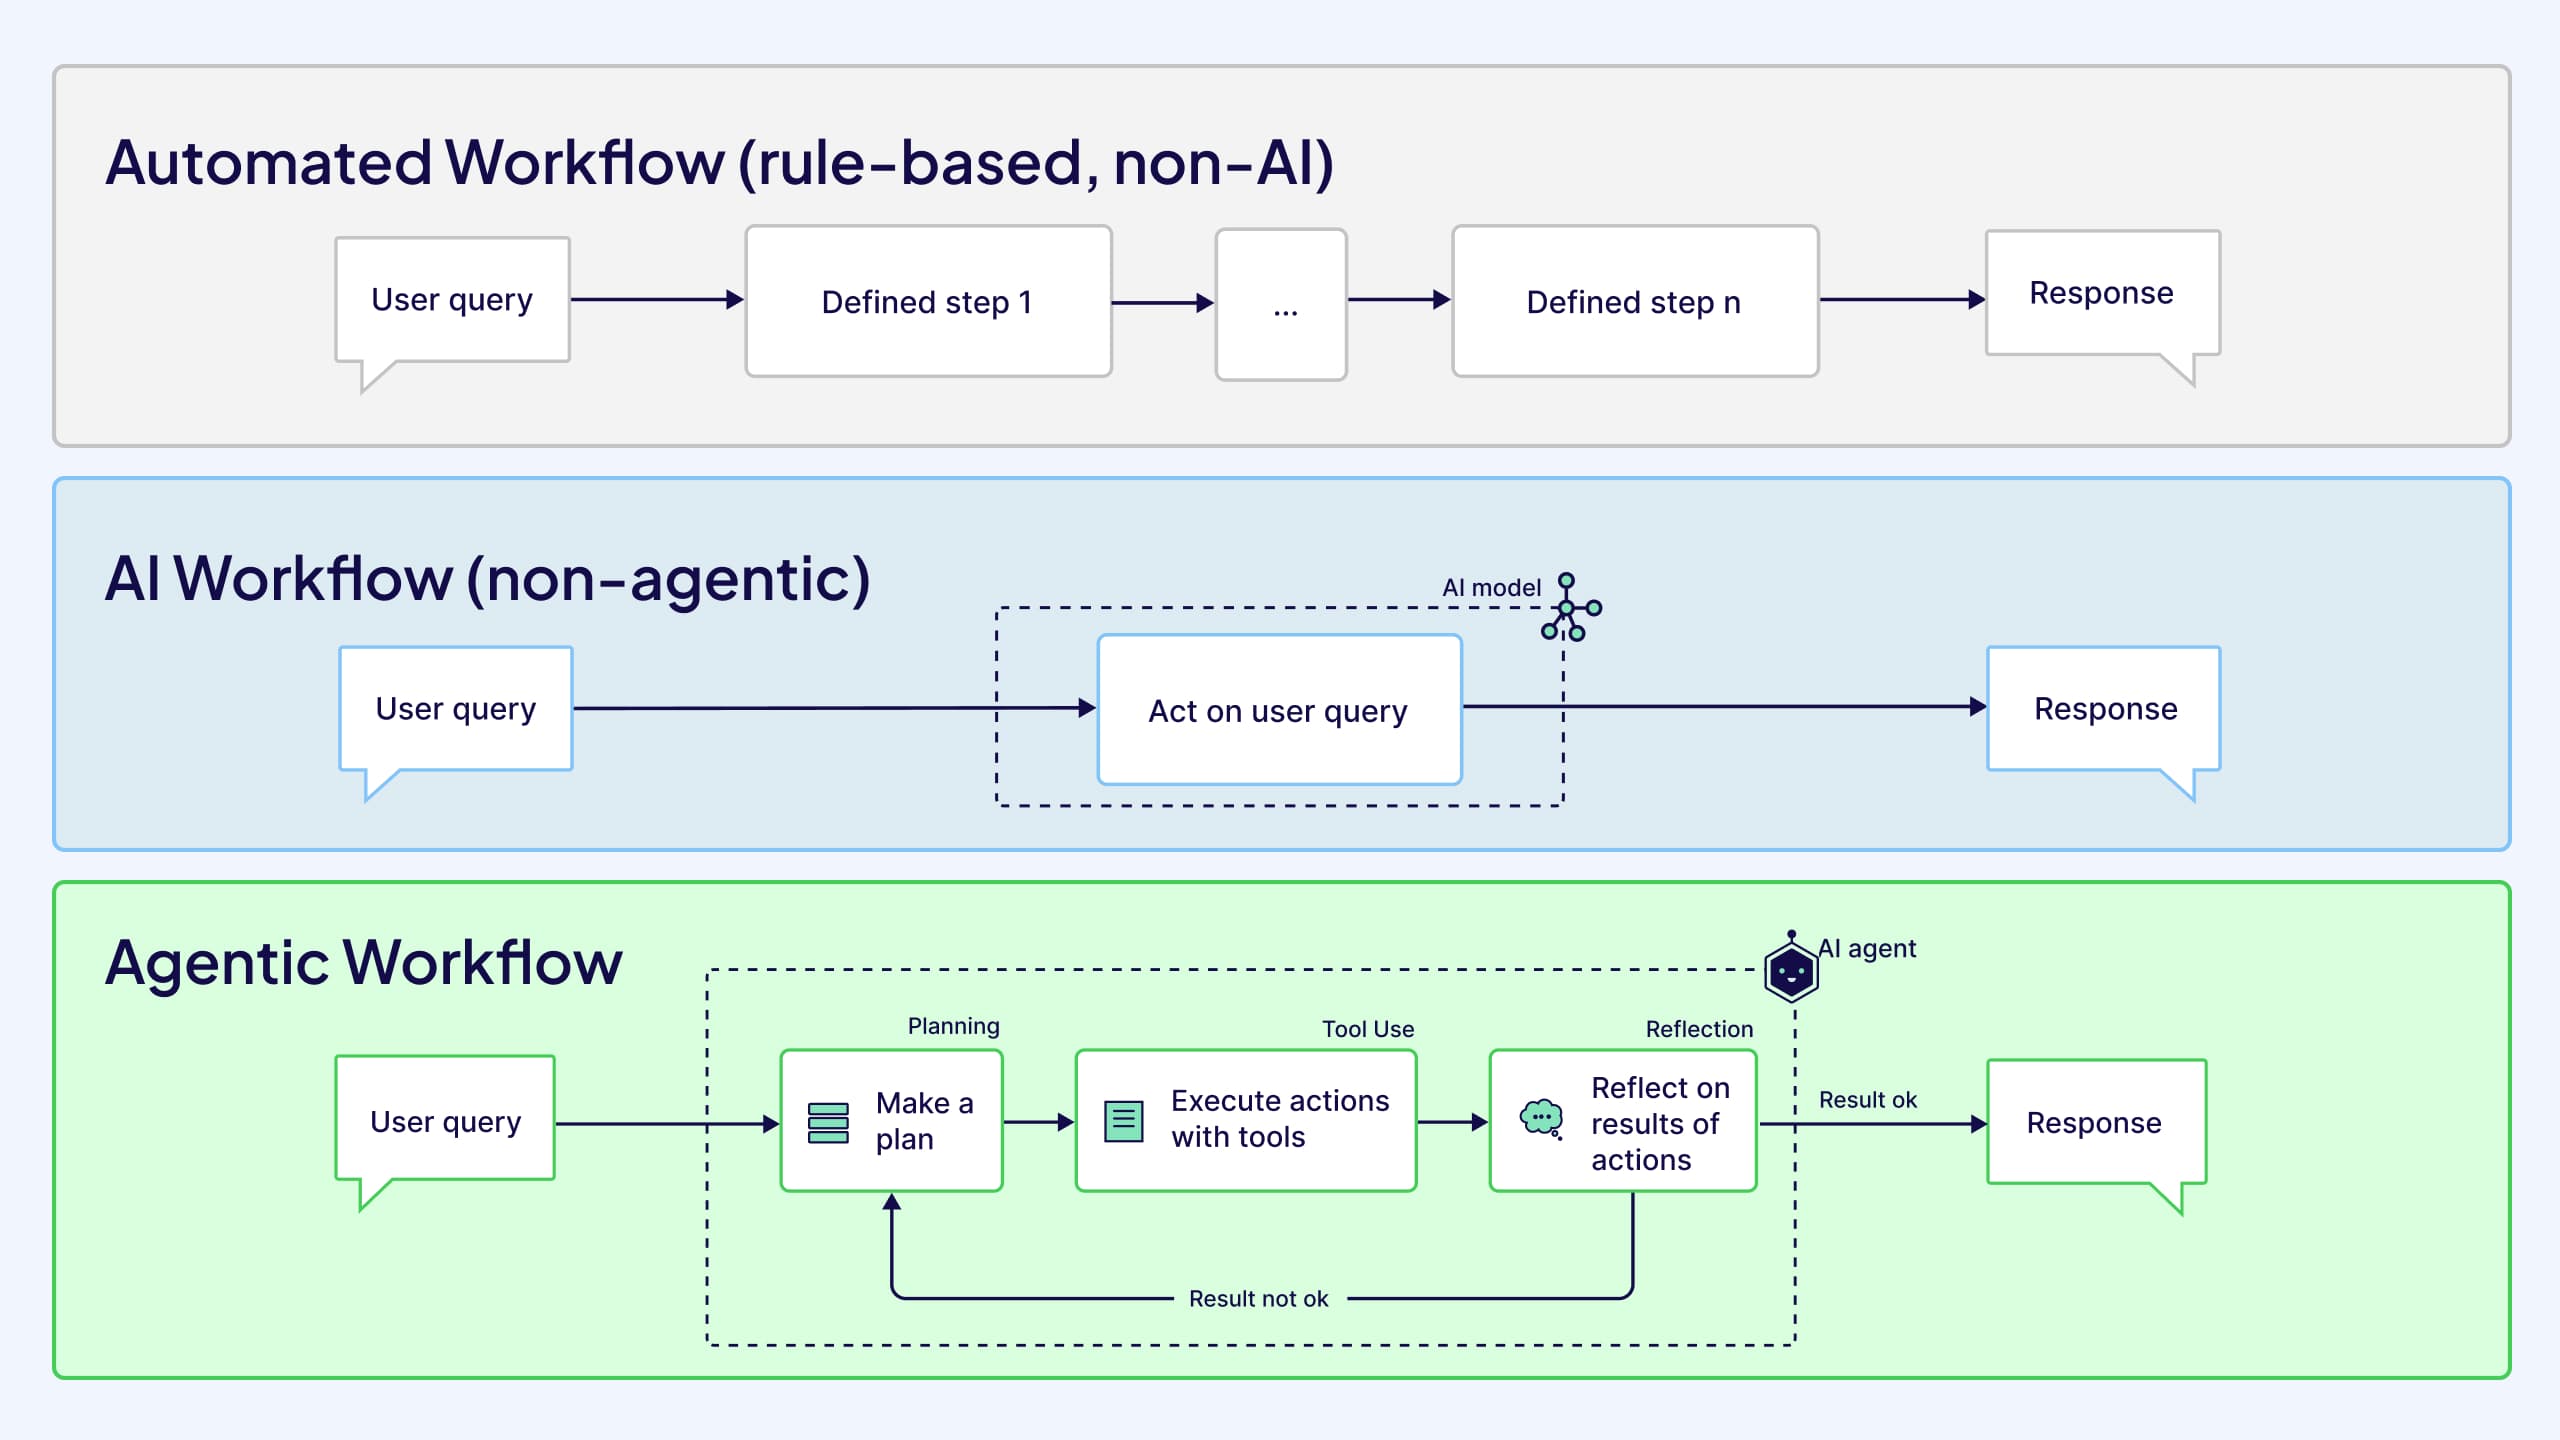 Automated Workflow (rule-based, non-AI)
User query
Defined step 1
...
Defined step n
Response
AI Workflow (non-agentic)
AI model
User query
Act on user query
Response
Agentic Workflow
AI agent
Planning
Tool Use
Reflection
User query
Make a
plan
Execute actions
with tools
Reflect on
results of
actions
Result ok
Response
Result not ok